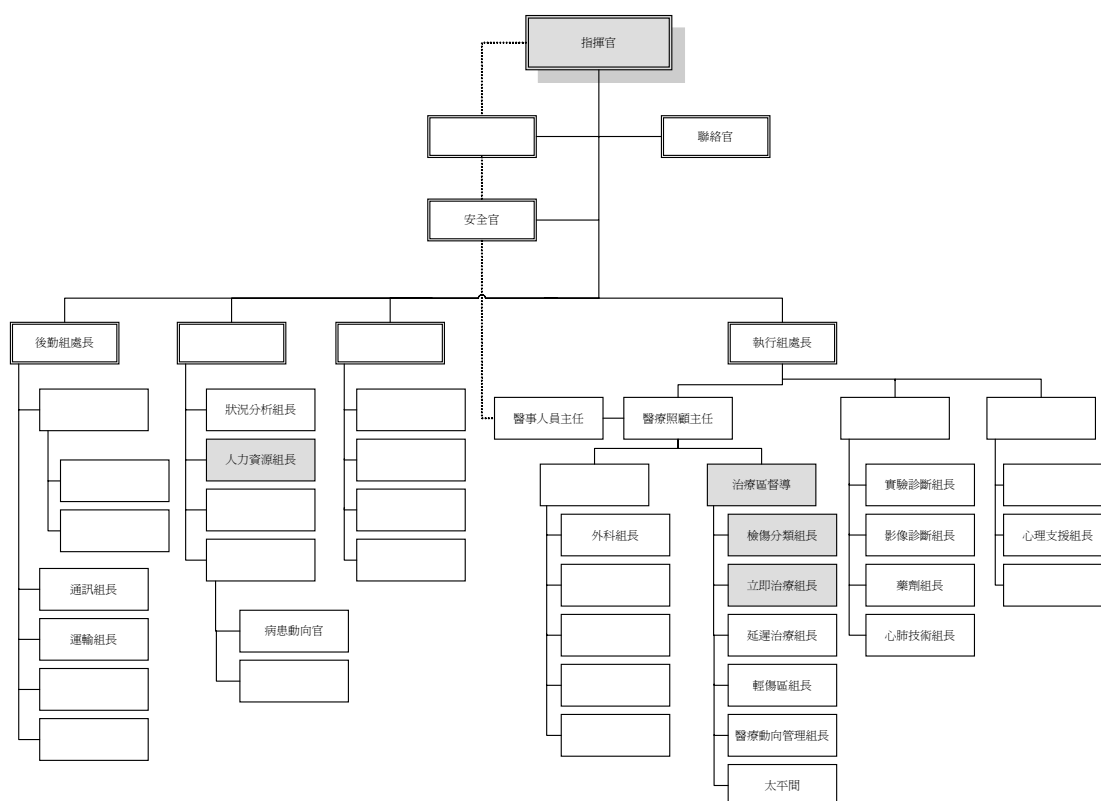 指揮官
聯絡官
安全官
後勤組處長
執行組處長
狀況分析組長
醫事人員主任
醫療照顧主任
人力資源組長
治療區督導
實驗診斷組長
外科組長
檢傷分類組長
影像診斷組長
心理支援組長
通訊組長
立即治療組長
藥劑組長
運輸組長
病患動向官
延遲治療組長
心肺技術組長
輕傷區組長
醫療動向管理組長
太平間